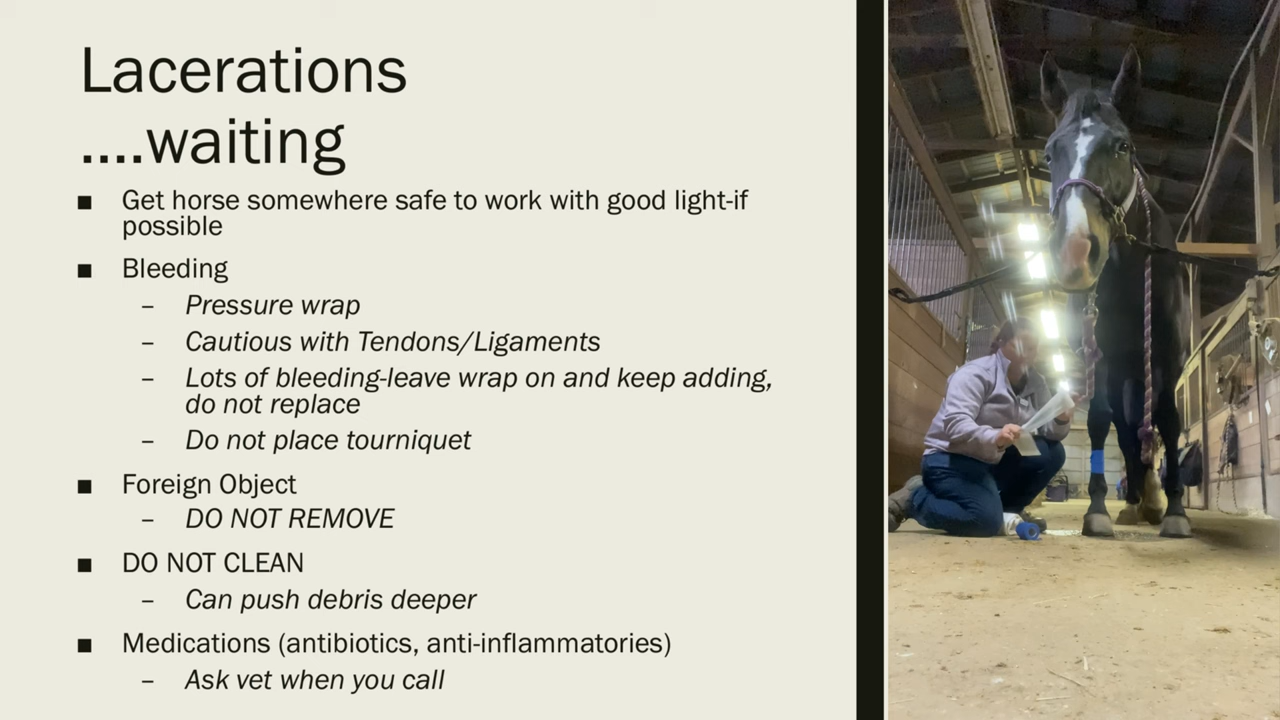 Lacerations
....waiting
■ Get horse somewhere safe to work with good light-if
possible
■ Bleeding
– Pressure wrap
– Cautious with Tendons/Ligaments
– Lots of bleeding-leave wrap on and keep adding,
do not replace
– Do not place tourniquet
■ Foreign Object
– DO NOT REMOVE
■ DO NOT CLEAN
– Can push debris deeper
■ Medications (antibiotics, anti-inflammatories)
– Ask vet when you call